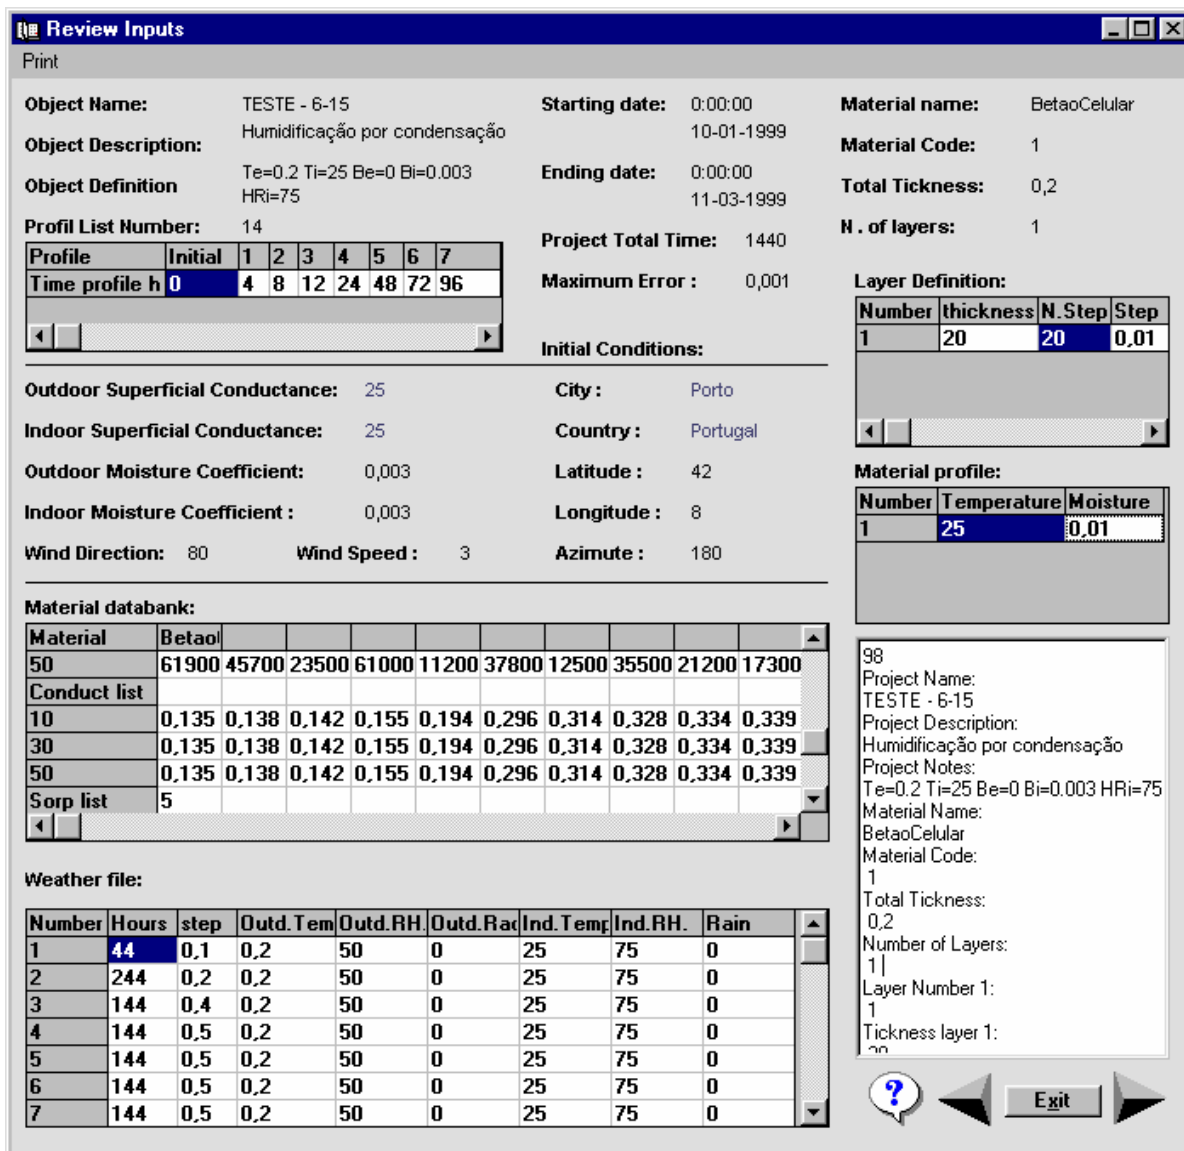 Review Inputs
Print
Object Name: TESTE - 6-15
Object Description: Humidificação por condensação
Object Definition Te=0.2 Ti=25 Be=0 Bi=0.003
HRi=75
Profil List Number: 14
Profile Initial 1 2 3 4 5 6 7
Time profile h 0 4 8 12 24 48 72 96
Starting date: 0:00:00
10-01-1999
Ending date: 0:00:00
11-03-1999
Project Total Time: 1440
Maximum Error : 0,001
Initial Conditions:
Material name: BetaoCelular
Material Code: 1
Total Tickness: 0,2
N . of layers: 1
Layer Definition:
Number thickness N.Step Step
1 20 20 0,01
Outdoor Superficial Conductance: 25
Indoor Superficial Conductance: 25
Outdoor Moisture Coefficient: 0,003
Indoor Moisture Coefficient : 0,003
Wind Direction: 80 Wind Speed : 3
City : Porto
Country : Portugal
Latitude : 42
Longitude : 8
Azimute : 180
Material profile:
Number Temperature Moisture
1 25 0,01
Material databank:
Material Betao
50 61900 45700 23500 61000 11200 37800 12500 35500 21200 17300
Conduct list
10 0,135 0,138 0,142 0,155 0,194 0,296 0,314 0,328 0,334 0,339
30 0,135 0,138 0,142 0,155 0,194 0,296 0,314 0,328 0,334 0,339
50 0,135 0,138 0,142 0,155 0,194 0,296 0,314 0,328 0,334 0,339
Sorp list 5
Weather file:
Number Hours step Outd.Tem Outd.RH. Outd.Rad Ind.Temp Ind.RH. Rain
1 44 0,1 0,2 50 0 25 75 0
2 244 0,2 0,2 50 0 25 75 0
3 144 0,4 0,2 50 0 25 75 0
4 144 0,5 0,2 50 0 25 75 0
5 144 0,5 0,2 50 0 25 75 0
6 144 0,5 0,2 50 0 25 75 0
7 144 0,5 0,2 50 0 25 75 0
98
Project Name:
TESTE - 6-15
Project Description:
Humidificação por condensação
Project Notes:
Te=0.2 Ti=25 Be=0 Bi=0.003 HRi=75
Material Name:
BetaoCelular
Material Code:
1
Total Tickness:
0,2
Number of Layers:
1
Layer Number 1:
1
Tickness layer 1:
?
Exit